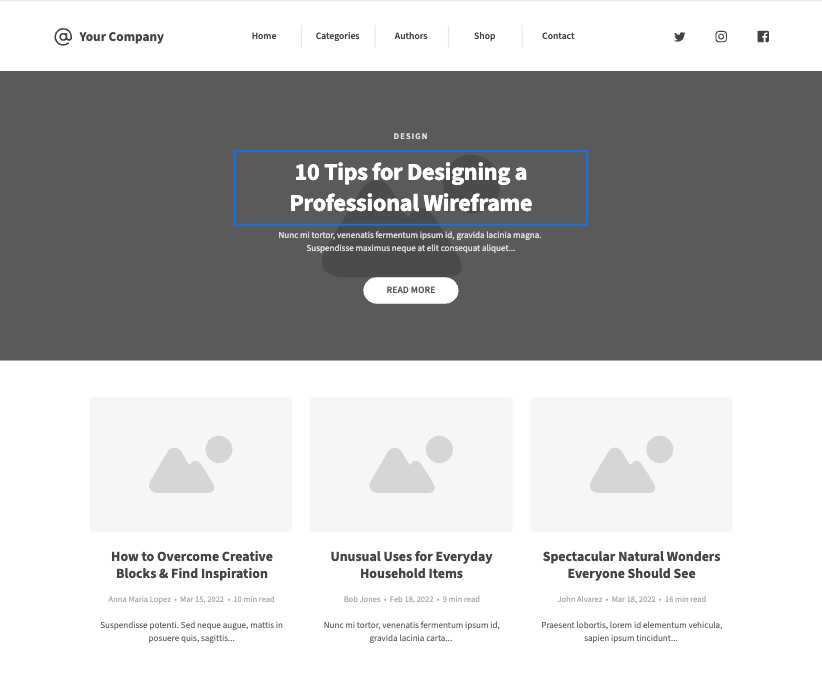 Your Company
Home Categories Authors Shop Contact
DESIGN
10 Tips for Designing a
Professional Wireframe
Nunc mi tortor, venenatis fermentum ipsum id, gravida lacinia magna.
Suspendisse maximus neque at elit consequat aliquet...
READ MORE
How to Overcome Creative
Blocks & Find Inspiration
Anna Maria Lopez • Mar 15, 2022 • 10 min read
Suspendisse potenti. Sed neque augue, mattis in
posuere quis, sagittis...
Unusual Uses for Everyday
Household Items
Bob Jones • Feb 18, 2022 • 9 min read
Nunc mi tortor, venenatis fermentum ipsum id,
gravida lacinia carta...
Spectacular Natural Wonders
Everyone Should See
John Alvarez • Mar 18, 2022 • 16 min read
Praesent lobortis, lorem id elementum vehicula,
sapien ipsum tincidunt...